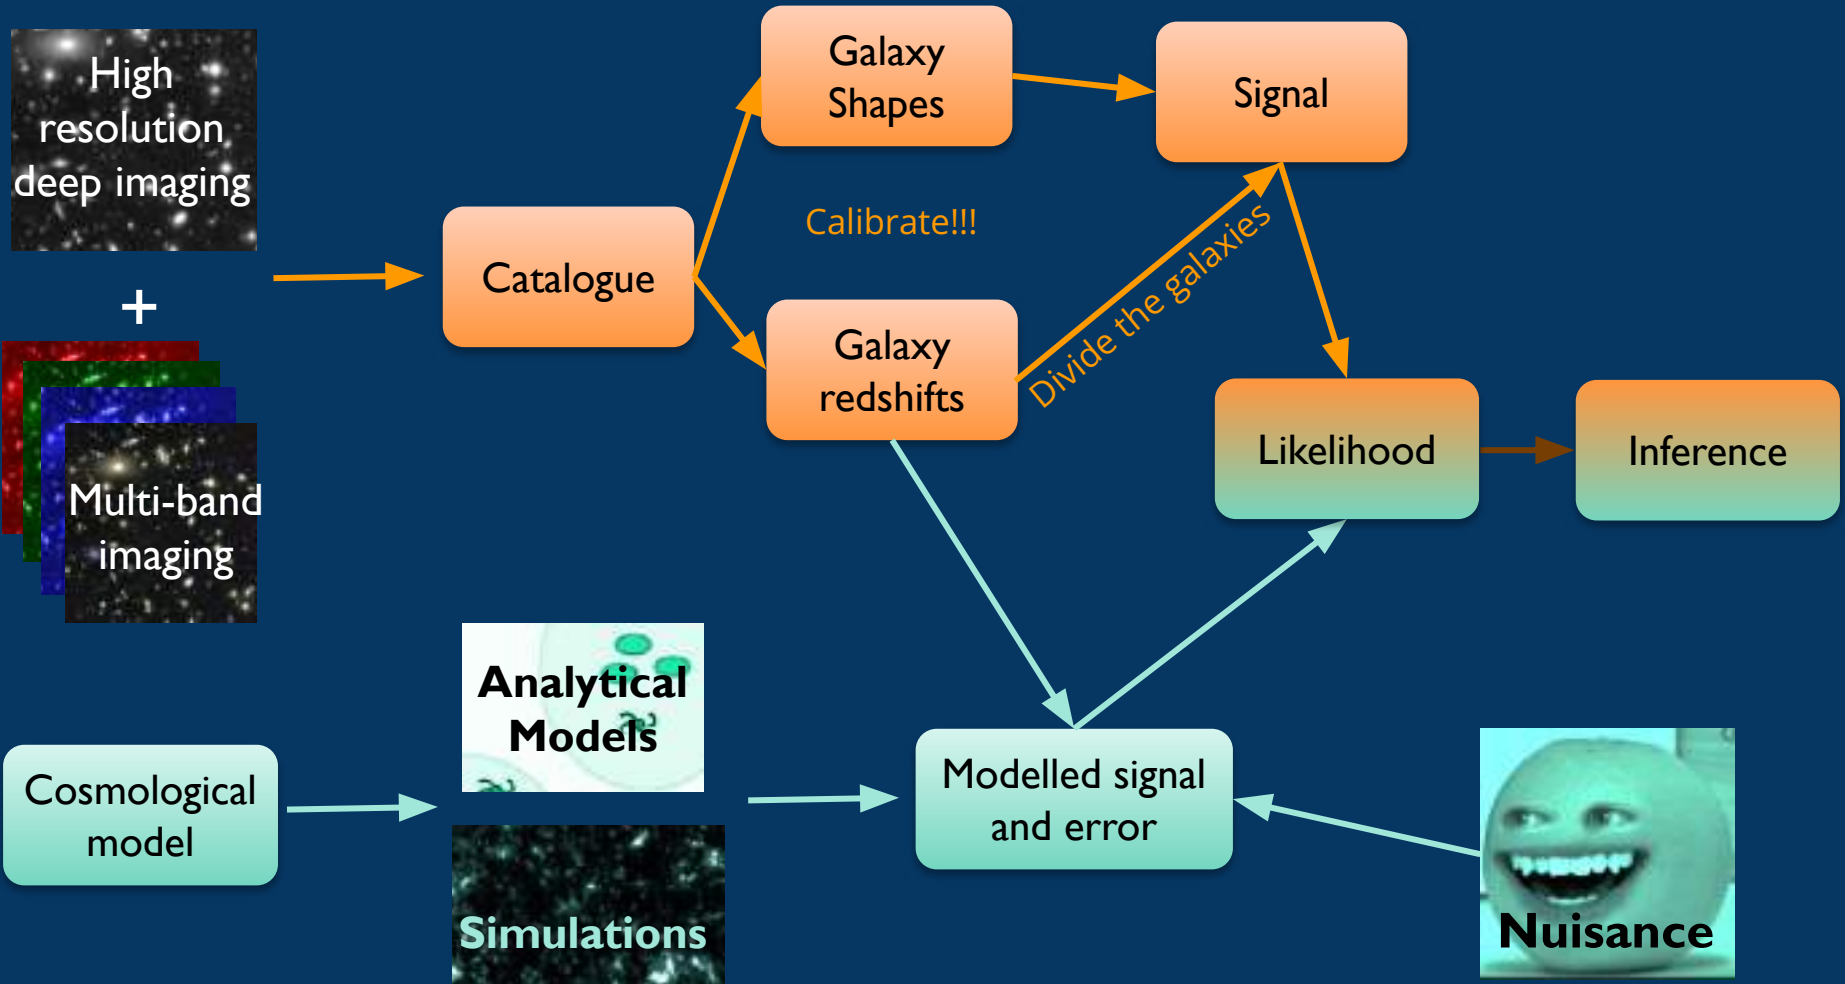 High
resolution
deep imaging
+
Multi-band
imaging
Catalogue
Galaxy
Shapes
Calibrate!!!
Galaxy
redshifts
Signal
Divide the galaxies
Likelihood
Inference
Cosmological
model
Analytical
Models
Simulations
Modelled signal
and error
Nuisance